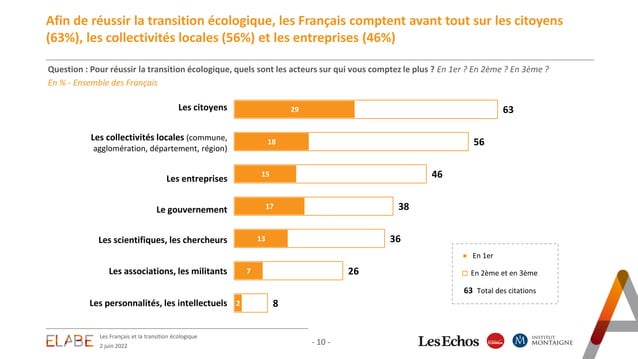 Afin de réussir la transition écologique, les Français comptent avant tout sur les citoyens
(63%), les collectivités locales (56%) et les entreprises (46%)
Question : Pour réussir la transition écologique, quels sont les acteurs sur qui vous comptez le plus ? En 1er ? En 2ème ? En 3ème ?
En % - Ensemble des Français
Les citoyens 29 63
Les collectivités locales (commune,
agglomération, département, région) 18 56
Les entreprises 15 46
Le gouvernement 17 38
Les scientifiques, les chercheurs 13 36
Les associations, les militants 7 26
Les personnalités, les intellectuels 2 8
En 1er
En 2ème et en 3ème
63 Total des citations
ELABE
Les Français et la transition écologique
2 juin 2022
- 10 -
Les Echos
INSTITUT
MONTAIGNE